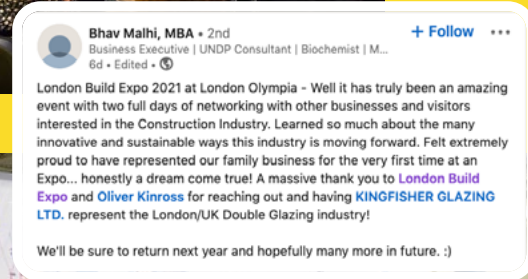 Bhav Malhi, MBA • 2nd
+ Follow •••
Business Executive | UNDP Consultant | Biochemist | M...
6d • Edited •
London Build Expo 2021 at London Olympia - Well it has truly been an amazing
event with two full days of networking with other businesses and visitors
interested in the Construction Industry. Learned so much about the many
innovative and sustainable ways this industry is moving forward. Felt extremely
proud to have represented our family business for the very first time at an
Expo... honestly a dream come true! A massive thank you to London Build
Expo and Oliver Kinross for reaching out and having KINGFISHER GLAZING
LTD. represent the London/UK Double Glazing industry!
We'll be sure to return next year and hopefully many more in future. :)